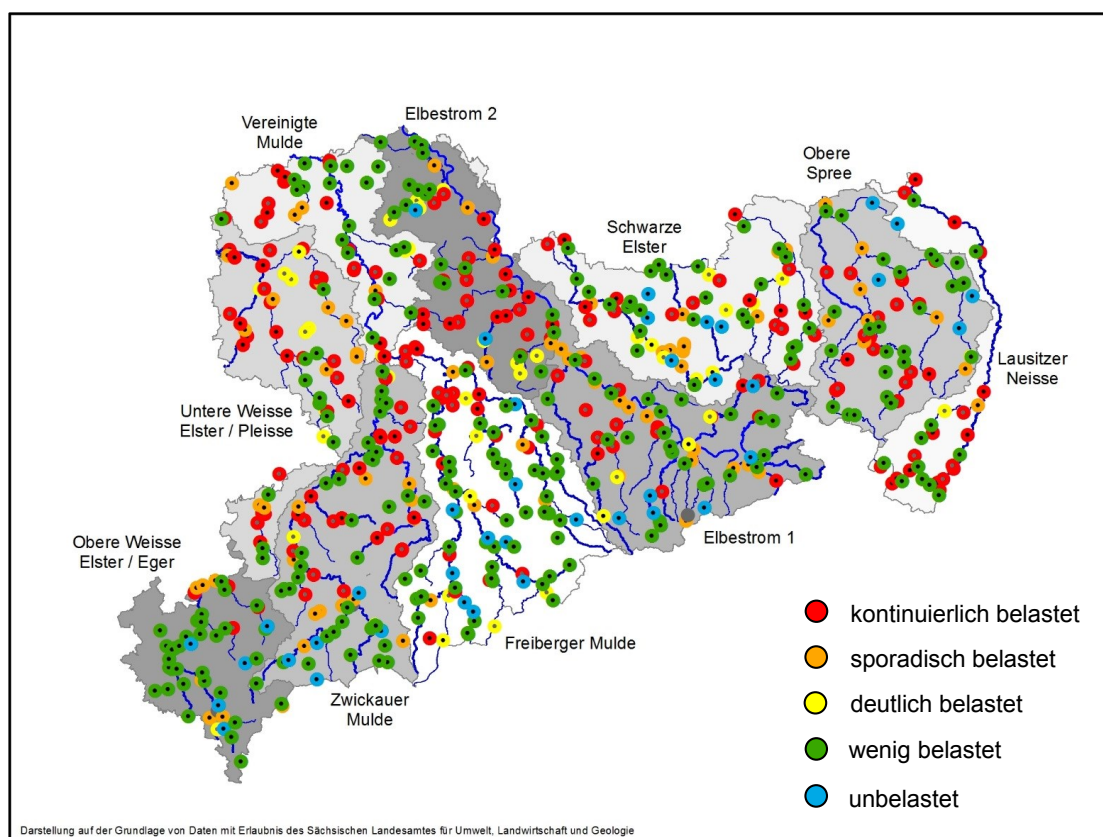 Elbestrom 2
Vereinigte
Mulde
Obere
Spree
Schwarze
Elster
Lausitzer
Neisse
Untere Weisse
Elster / Pleisse
Elbestrom 1
Obere Weisse
Elster / Eger
Freiberger Mulde
Zwickauer
Mulde
kontinuierlich belastet
sporadisch belastet
deutlich belastet
wenig belastet
unbelastet
Darstellung auf der Grundlage von Daten mit Erlaubnis des Sächsischen Landesamtes für Umwelt, Landwirtschaft und Geologie